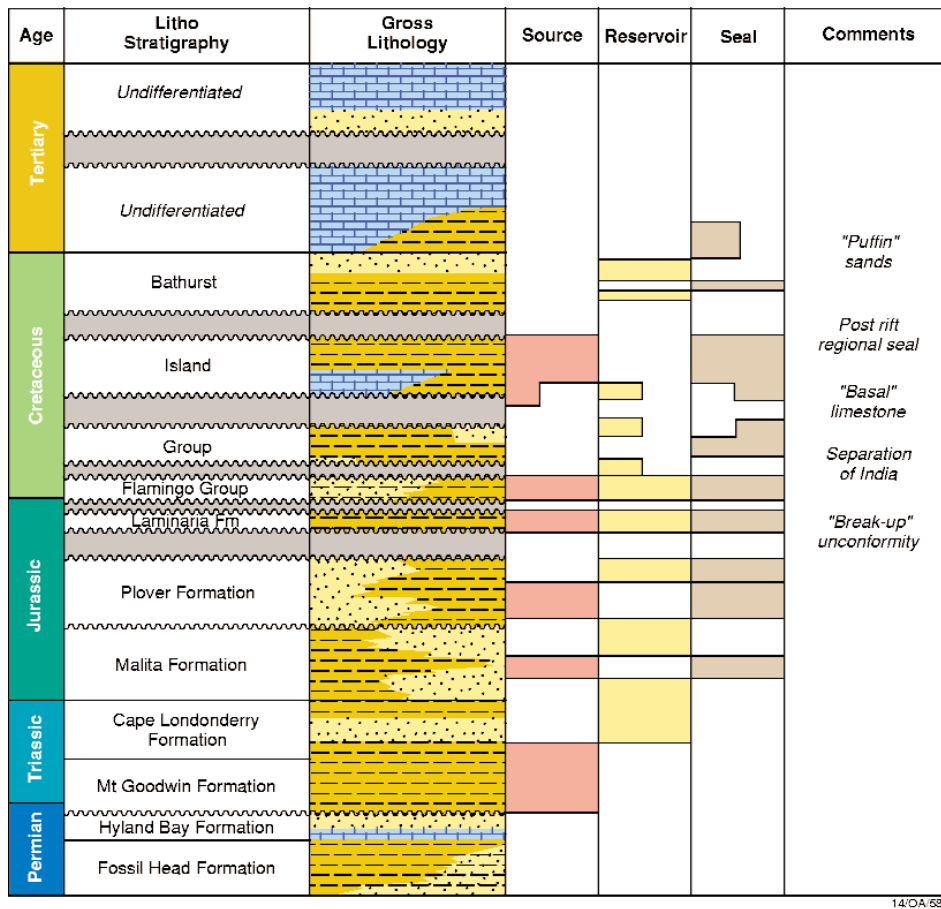 Age
Litho
Stratigraphy
Gross
Lithology
Source
Reservoir
Seal
Comments
Tertiary
Undifferentiated
Undifferentiated
Cretaceous
Bathurst
Island
Group
Flamingo Group
Jurassic
Laminaria Fm
Plover Formation
Malita Formation
Triassic
Cape Londonderry
Formation
Mt Goodwin Formation
Permian
Hyland Bay Formation
Fossil Head Formation
"Puffin"
sands
Post rift
regional seal
"Basal"
limestone
Separation
of India
"Break-up"
unconformity
14/OA/58